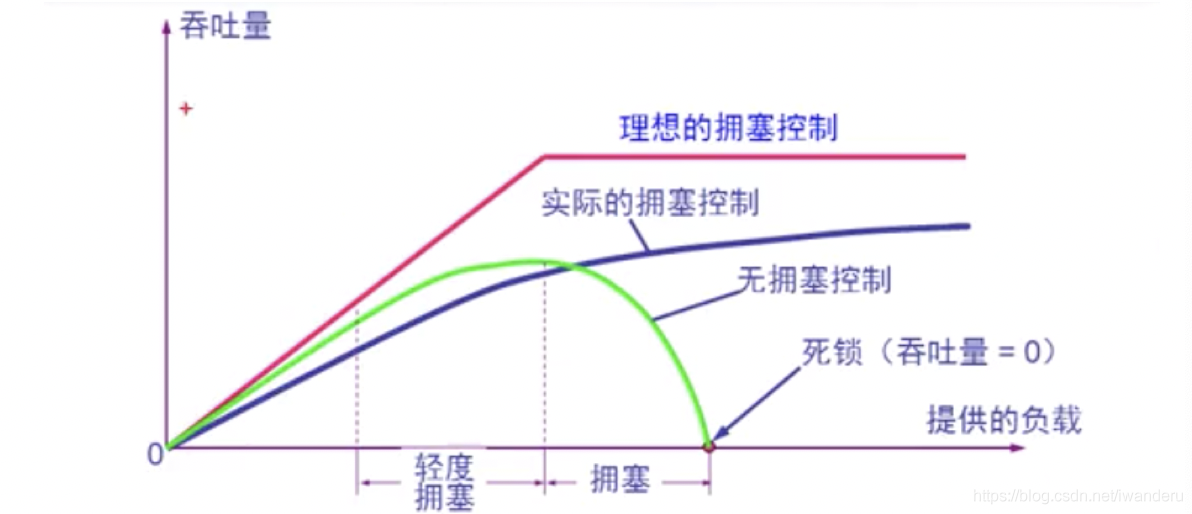 吞吐量
理想的拥塞控制
实际的拥塞控制
无拥塞控制
死锁（吞吐量 = 0）
提供的负载
0
轻度
拥塞
拥塞
https://blog.csdn.net/iwanderu